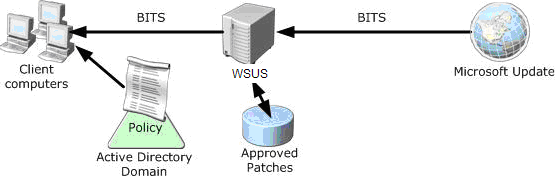 BITS
BITS
Client
computers
WSUS
Microsoft Update
Policy
Active Directory
Domain
Approved
Patches